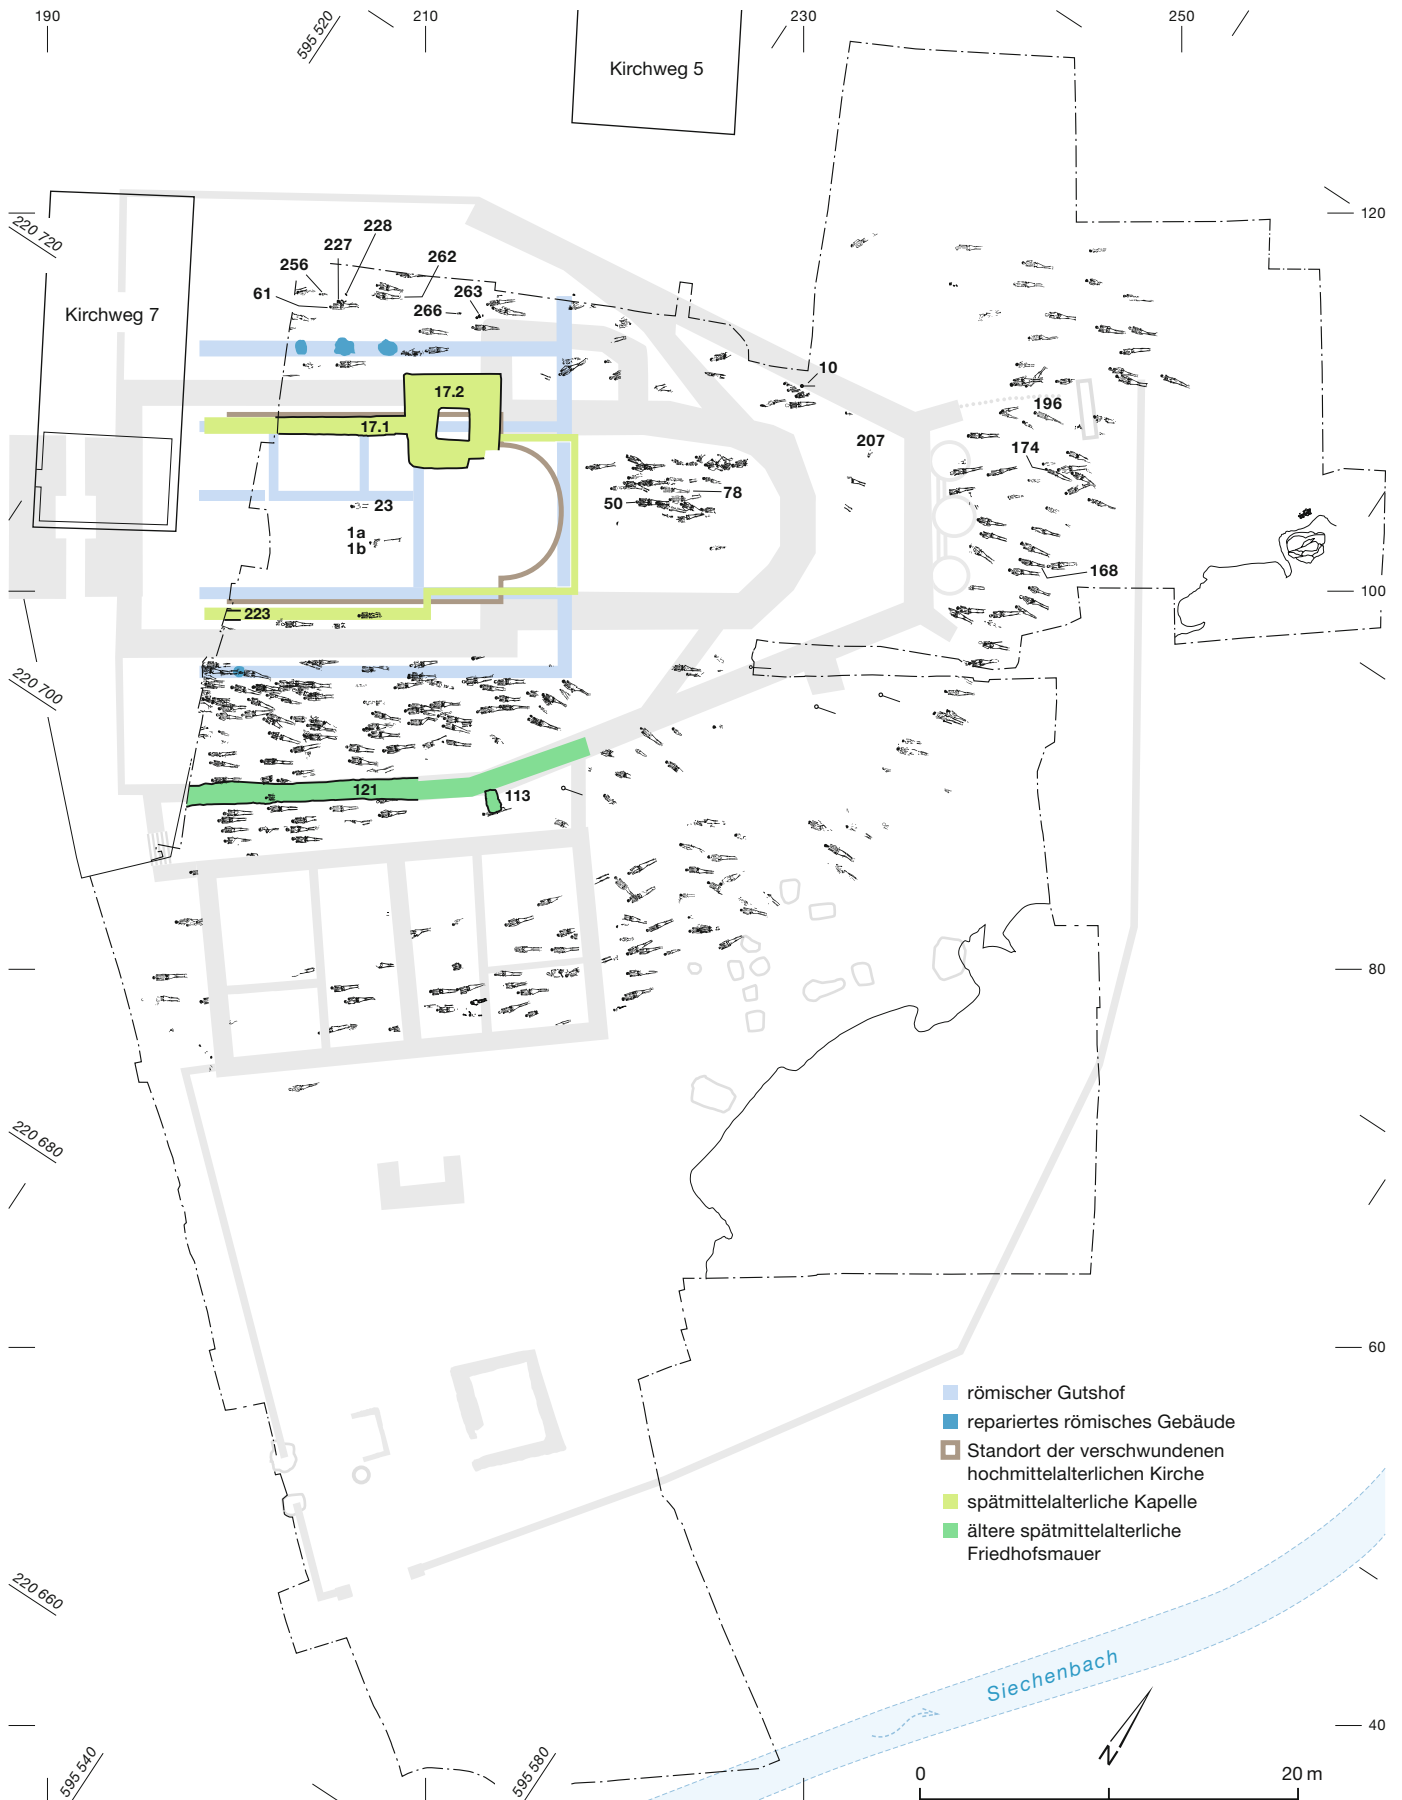 190
595 520
210
230
250
Kirchweg 5
220 720
120
228
227
262
256
61
263
266
Kirchweg 7
10
17.2
196
17.1
207
174
78
23
50
1a
1b
168
100
223
220 700
121
113
80
220 680
60
römischer Gutshof
repariertes römisches Gebäude
Standort der verschwundenen
hochmittelalterlichen Kirche
spätmittelalterliche Kapelle
ältere spätmittelalterliche
Friedhofsmauer
220 660
Siechenbach
40
N
595 540
595 580
0
20 m